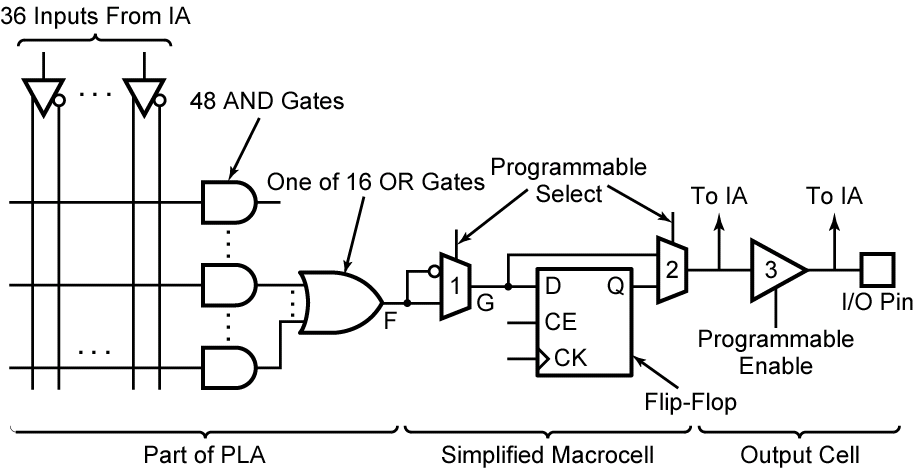 36 Inputs From IA
48 AND Gates
One of 16 OR Gates
Programmable
Select
To IA
To IA
F
1
G
D
Q
CE
CK
2
3
I/O Pin
Programmable
Enable
Flip-Flop
Part of PLA
Simplified Macrocell
Output Cell